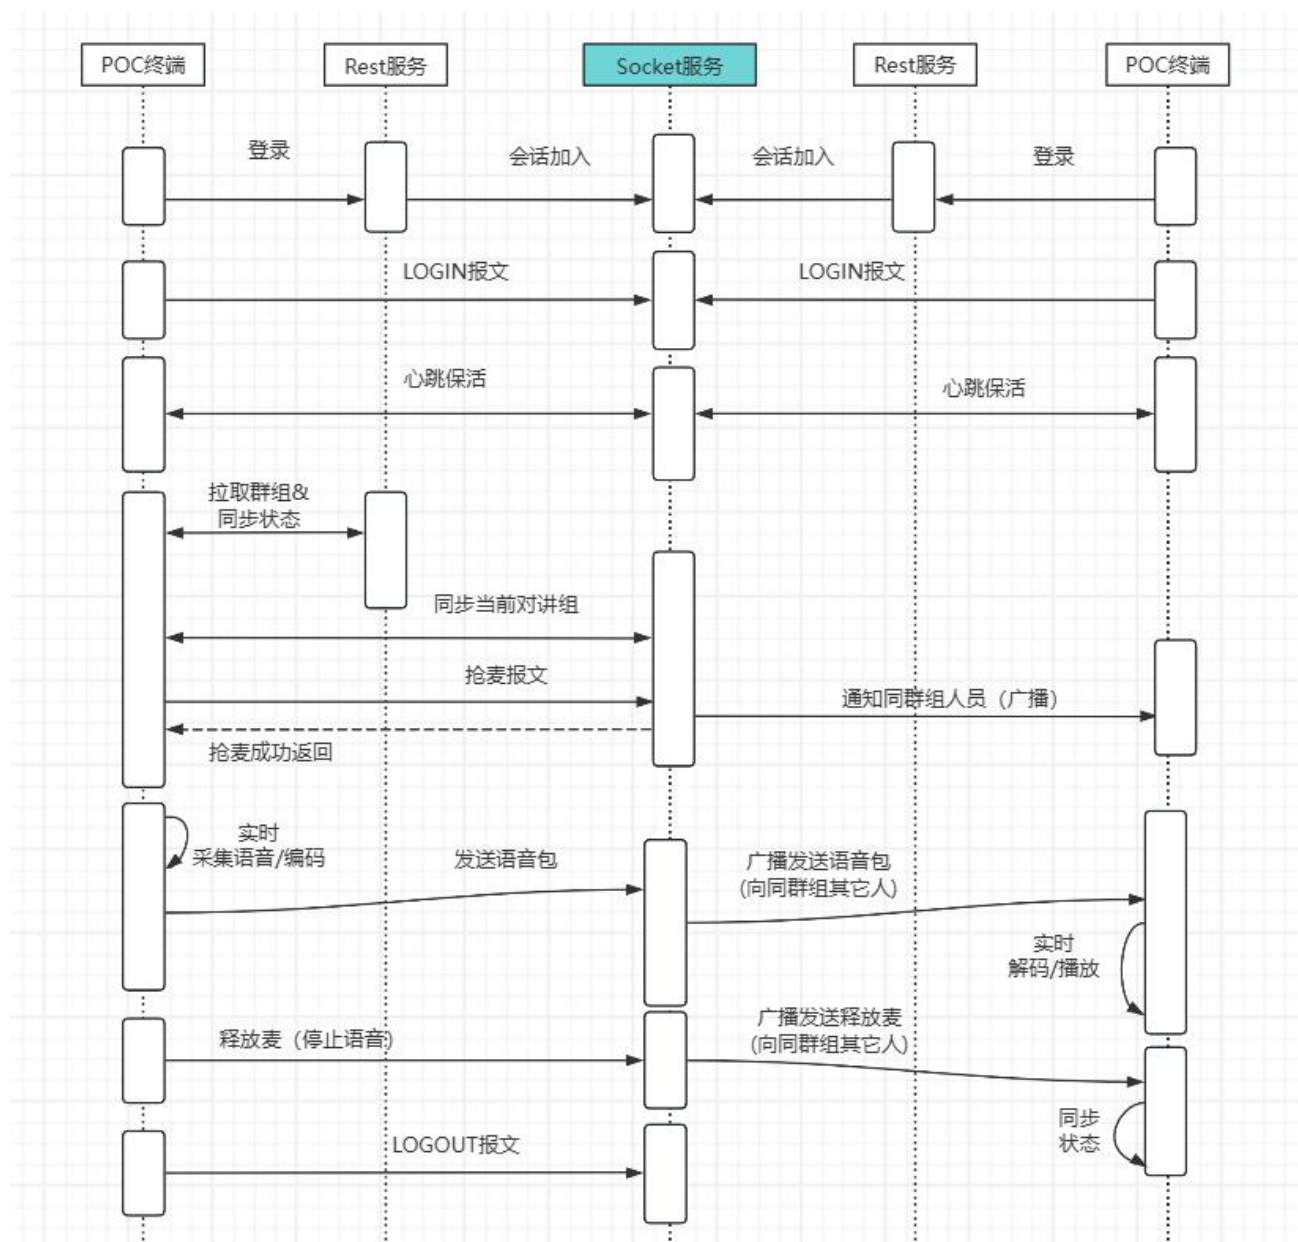 POC终端
Rest服务
Socket服务
Rest服务
POC终端
登录
会话加入
会话加入
登录
LOGIN报文
LOGIN报文
心跳保活
心跳保活
拉取群组&
同步状态
同步当前对讲组
抢麦报文
通知同群组人员（广播）
抢麦成功返回
实时
采集语音/编码
发送语音包
广播发送语音包
(向同群组其它人)
实时
解码/播放
释放麦（停止语音）
广播发送释放麦
(向同群组其它人)
同步
状态
LOGOUT报文